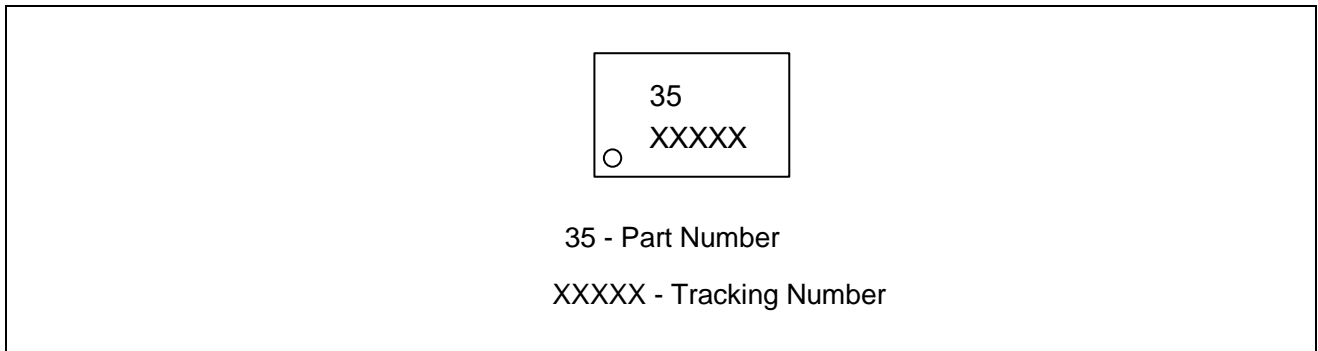 35
XXXXX
35 - Part Number
XXXXX - Tracking Number